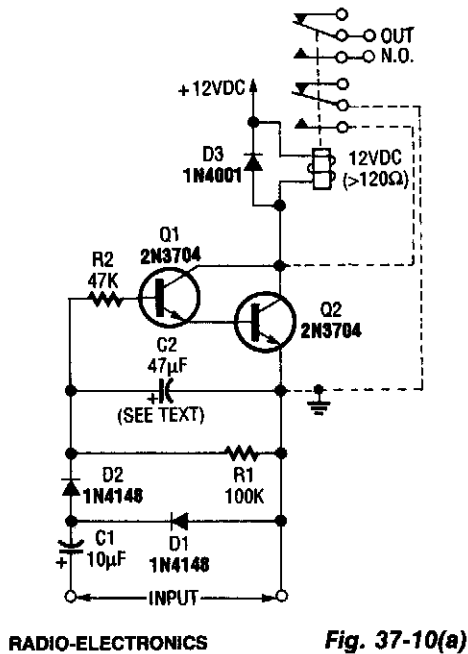 OUT
N.O.
+12VDC
D3
1N4001
12VDC
(>120Ω)
Q1
2N3704
R2
47K
Q2
2N3704
C2
47µF
+
(SEE TEXT)
D2
1N4148
R1
100K
C1
+ 10µF
D1
1N4148
INPUT
RADIO-ELECTRONICS
Fig. 37-10(a)